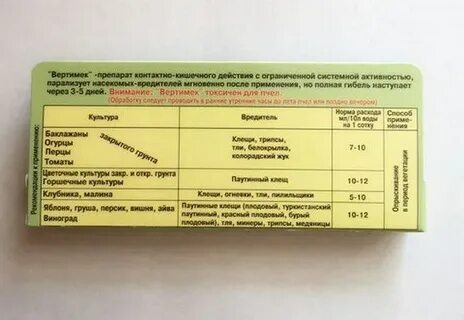 "Вертимек" -препарат контактно-кишечного действия с ограниченной системной активностью,
парализует насекомых-вредителей мгновенно после применения, но полная гибель наступает
через 3-5 дней. Внимание: "Вертимек" токсичен для пчел.
(Обработку следует проводить в ранние утренние часы до лета пчел или поздно вечером)
Рекомендации к применению:
Культура
Вредитель
Норма расхода
мл/10л воды
на 1 сотку
Способ
приме-
нения
Баклажаны
Огурцы
Перцы
Томаты
закрытого грунта
Клещи, трипсы,
тли, белокрылка,
колорадский жук
7-10
Цветочные культуры закр. и откр. грунта
Горшечные культуры
Паутинный клещ
10-12
Клубника, малина
Клещи, огневки, тли, пилильщики
5-10
Яблоня, груша, персик, вишня, айва
Виноград
Паутинные клещи (плодовый, туркистанский
паутинный, красный плодовый, бурый
плодовый), тля, минеры, трипсы, медяницы
10-12
Опрыскивание
в период вегетации